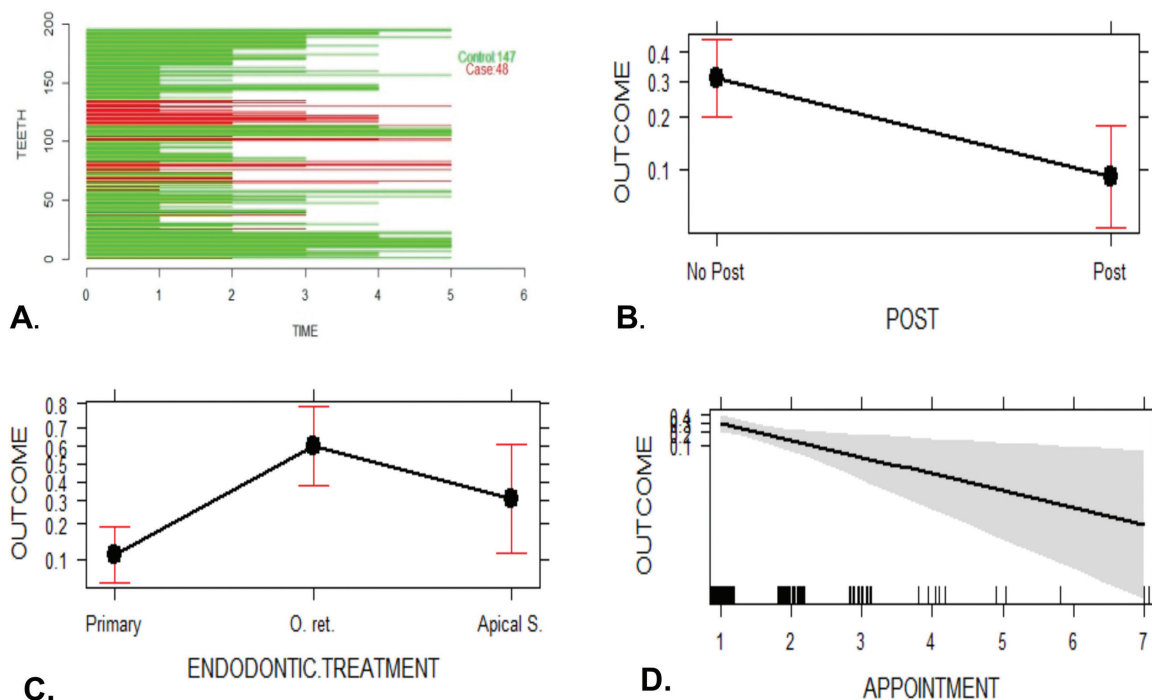 200
150
100
50
0
TEETH
Control:147
Case:48
0 1 2 3 4 5 6
TIME
A.
0.4
0.3
0.2
0.1
OUTCOME
No Post Post
POST
B.
0.8
0.7
0.6
0.5
0.4
0.3
0.2
0.1
OUTCOME
Primary O. ret. Apical S.
ENDODONTIC.TREATMENT
C.
0.1
OUTCOME
1 2 3 4 5 6 7
APPOINTMENT
D.